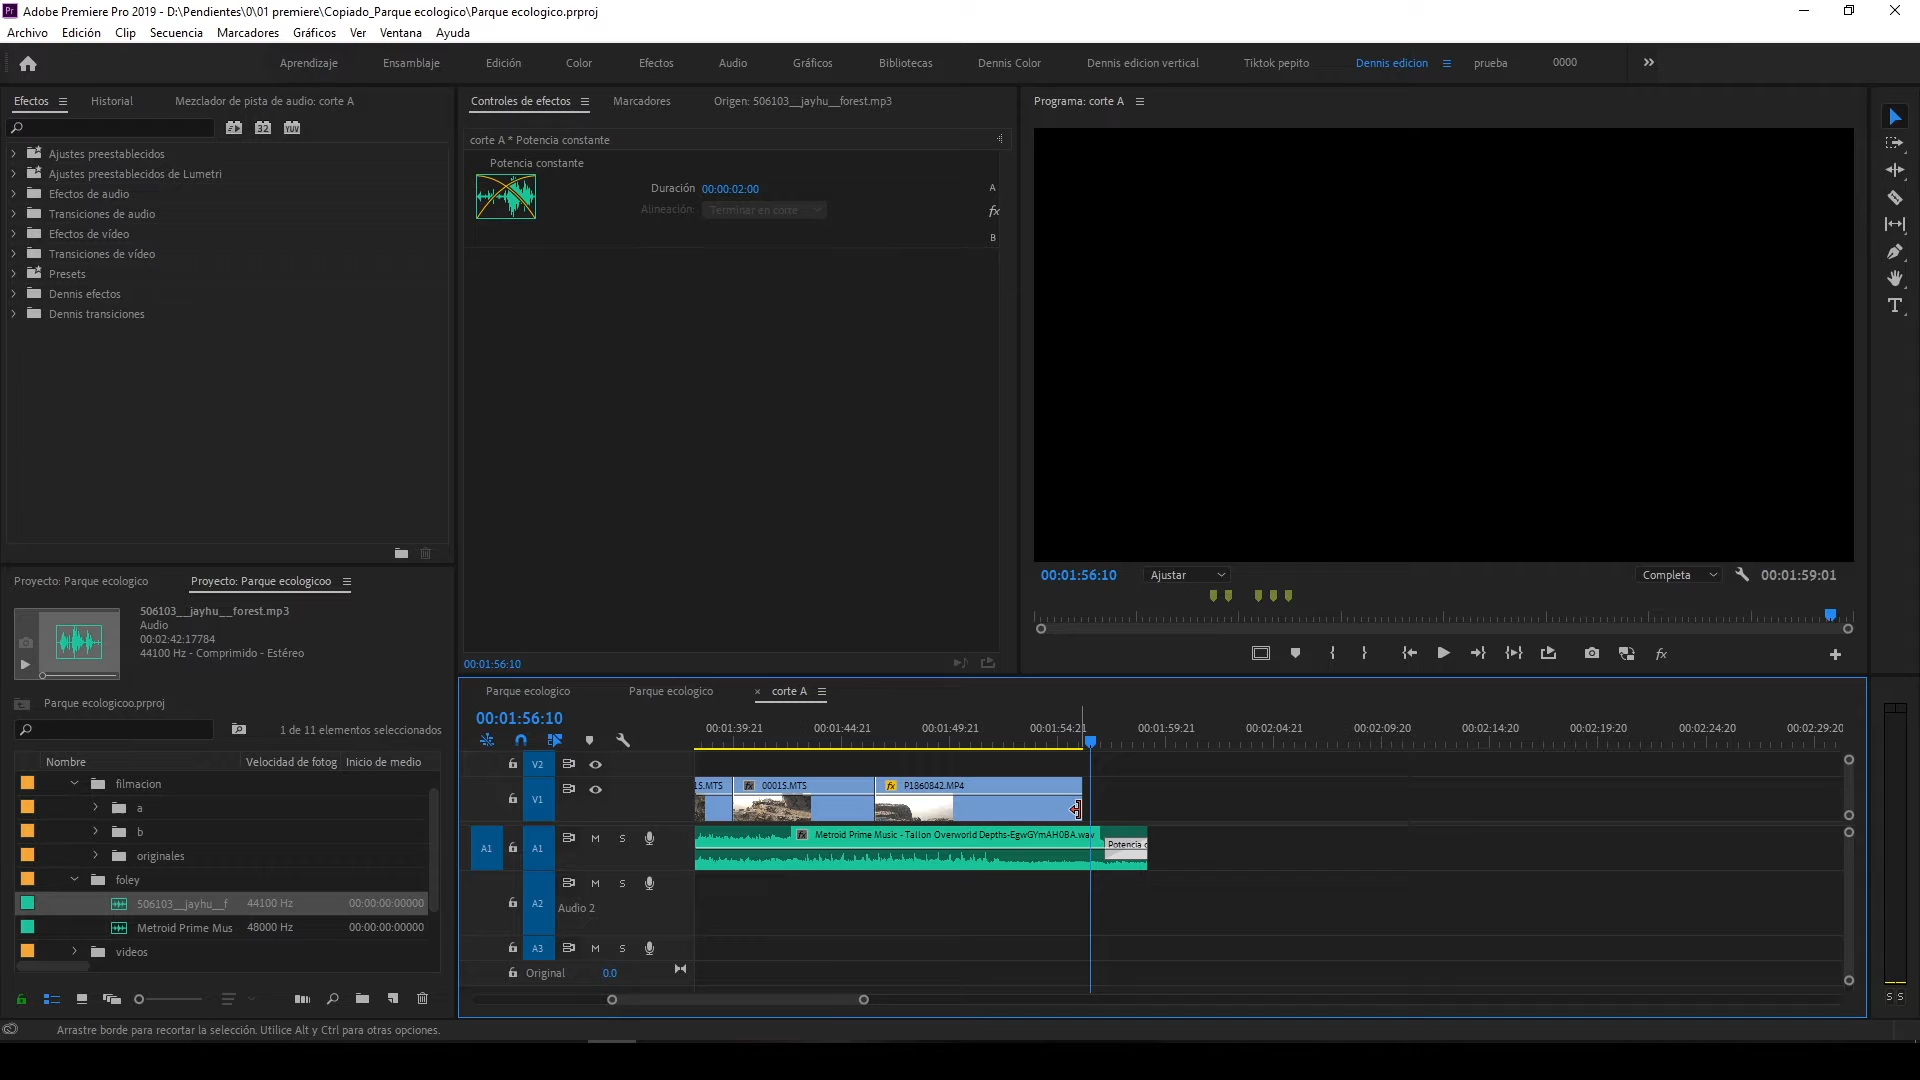 Adobe Premiere Pro 2019 - D:\Pendientes\0\01 premiere\Copiado_Parque ecologico\Parque ecologico.prproj
Archivo Edición Clip Secuencia Marcadores Gráficos Ver Ventana Ayuda
Aprendizaje Ensamblaje Edición Color Efectos Audio Gráficos Bibliotecas Dennis Color Dennis edicion vertical Tiktok pepito Dennis edicion prueba 0000
Efectos Historial Mezclador de pista de audio: corte A
32 YUV
Ajustes preestablecidos
Ajustes preestablecidos de Lumetri
Efectos de audio
Transiciones de audio
Efectos de vídeo
Transiciones de vídeo
Presets
Dennis efectos
Dennis transiciones
Controles de efectos Marcadores Origen: 506103__jayhu__forest.mp3
corte A * Potencia constante
Potencia constante
Duración 00:00:02:00
Alineación: Terminar en corte
A
fx
B
00:01:56:10
Programa: corte A
00:01:56:10 Ajustar Completa 00:01:59:01
fx
Proyecto: Parque ecologico Proyecto: Parque ecologicoo
506103__jayhu__forest.mp3
Audio
00:02:42:17784
44100 Hz - Comprimido - Estéreo
Parque ecologicoo.prproj
1 de 11 elementos seleccionados
Nombre Velocidad de fotog Inicio de medio
filmacion
a
b
originales
foley
506103__jayhu__f 44100 Hz 00:00:00:00000
Metroid Prime Mus 48000 Hz 00:00:00:00000
videos
Parque ecologico Parque ecologico × corte A
00:01:56:10
00:01:39:21 00:01:44:21 00:01:49:21 00:01:54:21 00:01:59:21 00:02:04:21 00:02:09:20 00:02:14:20 00:02:19:20 00:02:24:20 00:02:29:20
V2
V1 15.MTS fx 00015.MTS fx P1860842.MP4
A1 A1 M S fx Metroid Prime Music - Tallon Overworld Depths-EgwGYmAH0BA.wav Potencia c
A2 M S
Audio 2
A3 M S
Original 0.0
S S
Arrastre borde para recortar la selección. Utilice Alt y Ctrl para otras opciones.